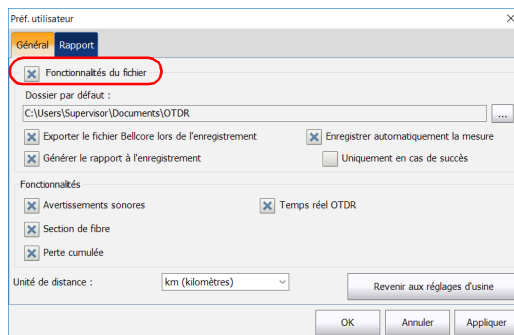 Préf. utilisateur
Général Rapport
Fonctionnalités du fichier
Dossier par défaut :
C:\Users\Supervisor\Documents\OTDR ...
Exporter le fichier Bellcore lors de l'enregistrement Enregistrer automatiquement la mesure
Générer le rapport à l'enregistrement Uniquement en cas de succès
Fonctionnalités
Avertissements sonores Temps réel OTDR
Section de fibre
Perte cumulée
Unité de distance : km (kilomètres) Revenir aux réglages d'usine
OK Annuler Appliquer